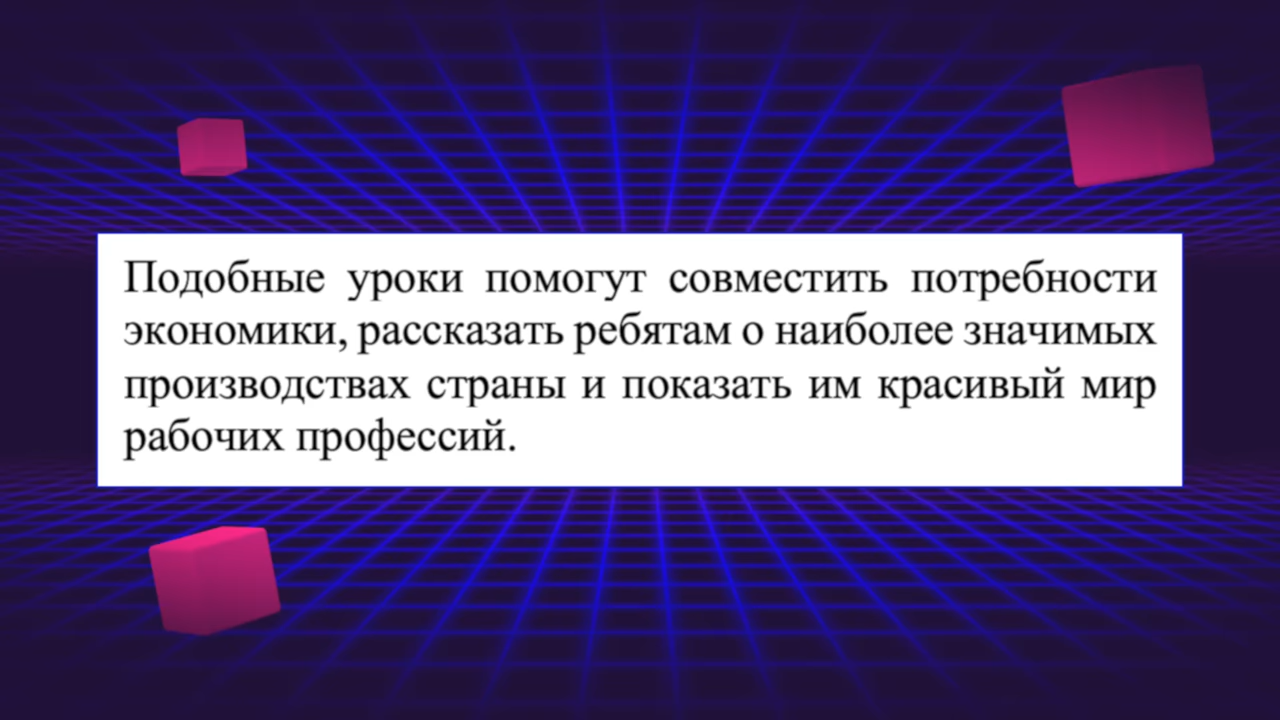 Подобные уроки помогут совместить потребности
экономики, рассказать ребятам о наиболее значимых
производствах страны и показать им красивый мир
рабочих профессий.